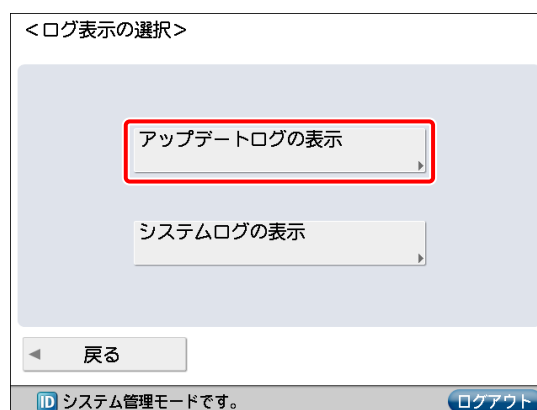 ＜ログ表示の選択＞
アップデートログの表示
システムログの表示
戻る
ID システム管理モードです。
ログアウト